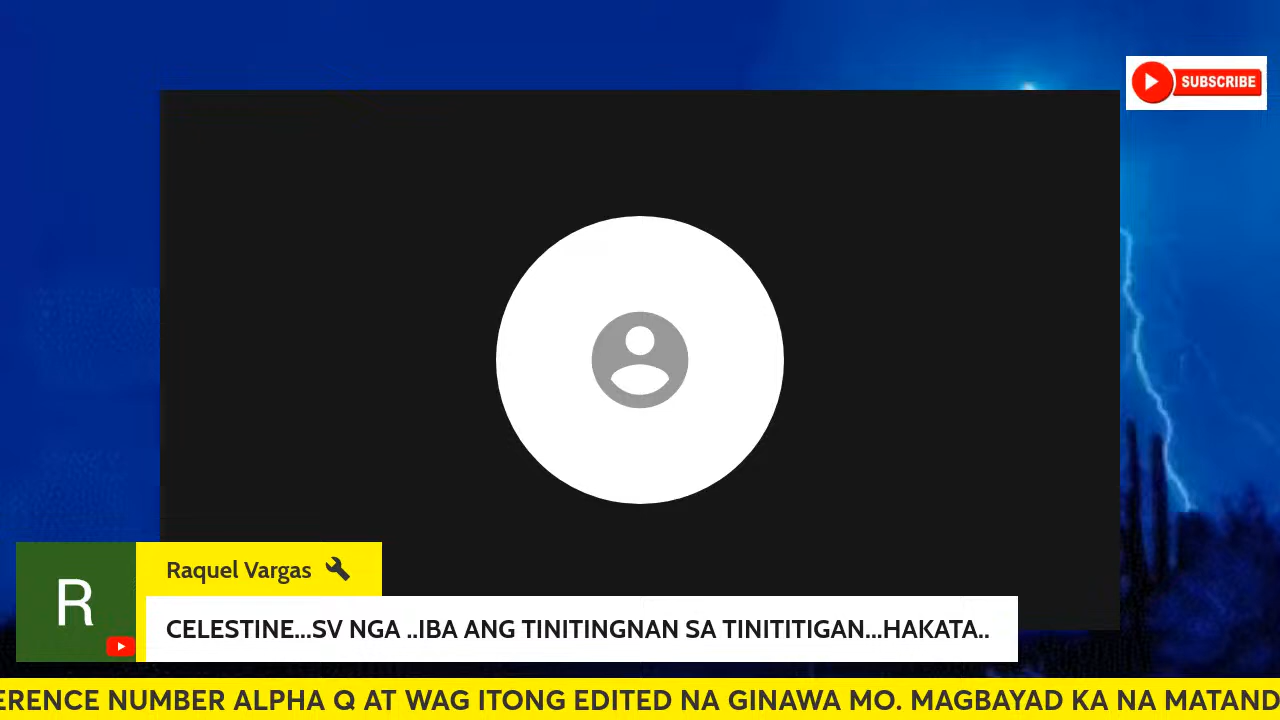 SUBSCRIBE
R
Raquel Vargas
CELESTINE...SV NGA ..IBA ANG TINITINGNAN SA TINITITIGAN...HAKATA..
ERENCE NUMBER ALPHA Q AT WAG ITONG EDITED NA GINAWA MO. MAGBAYAD KA NA MATAND